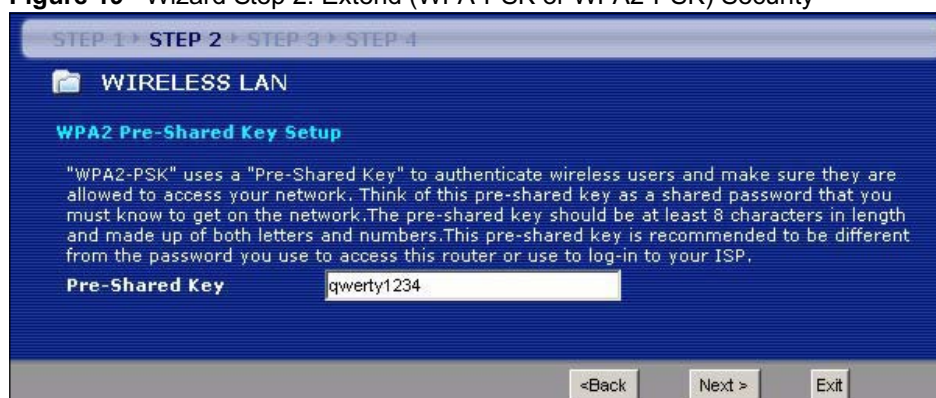 Figure 19 Wizard Step 2: Extend (WPA-PSK or WPA2-PSK) Security
STEP 1 STEP 2 STEP 3 STEP 4
WIRELESS LAN
WPA2 Pre-Shared Key Setup
"WPA2-PSK" uses a "Pre-Shared Key" to authenticate wireless users and make sure they are
allowed to access your network. Think of this pre-shared key as a shared password that you
must know to get on the network.The pre-shared key should be at least 8 characters in length
and made up of both letters and numbers.This pre-shared key is recommended to be different
from the password you use to access this router or use to log-in to your ISP.
Pre-Shared Key qwerty1234
<Back Next > Exit